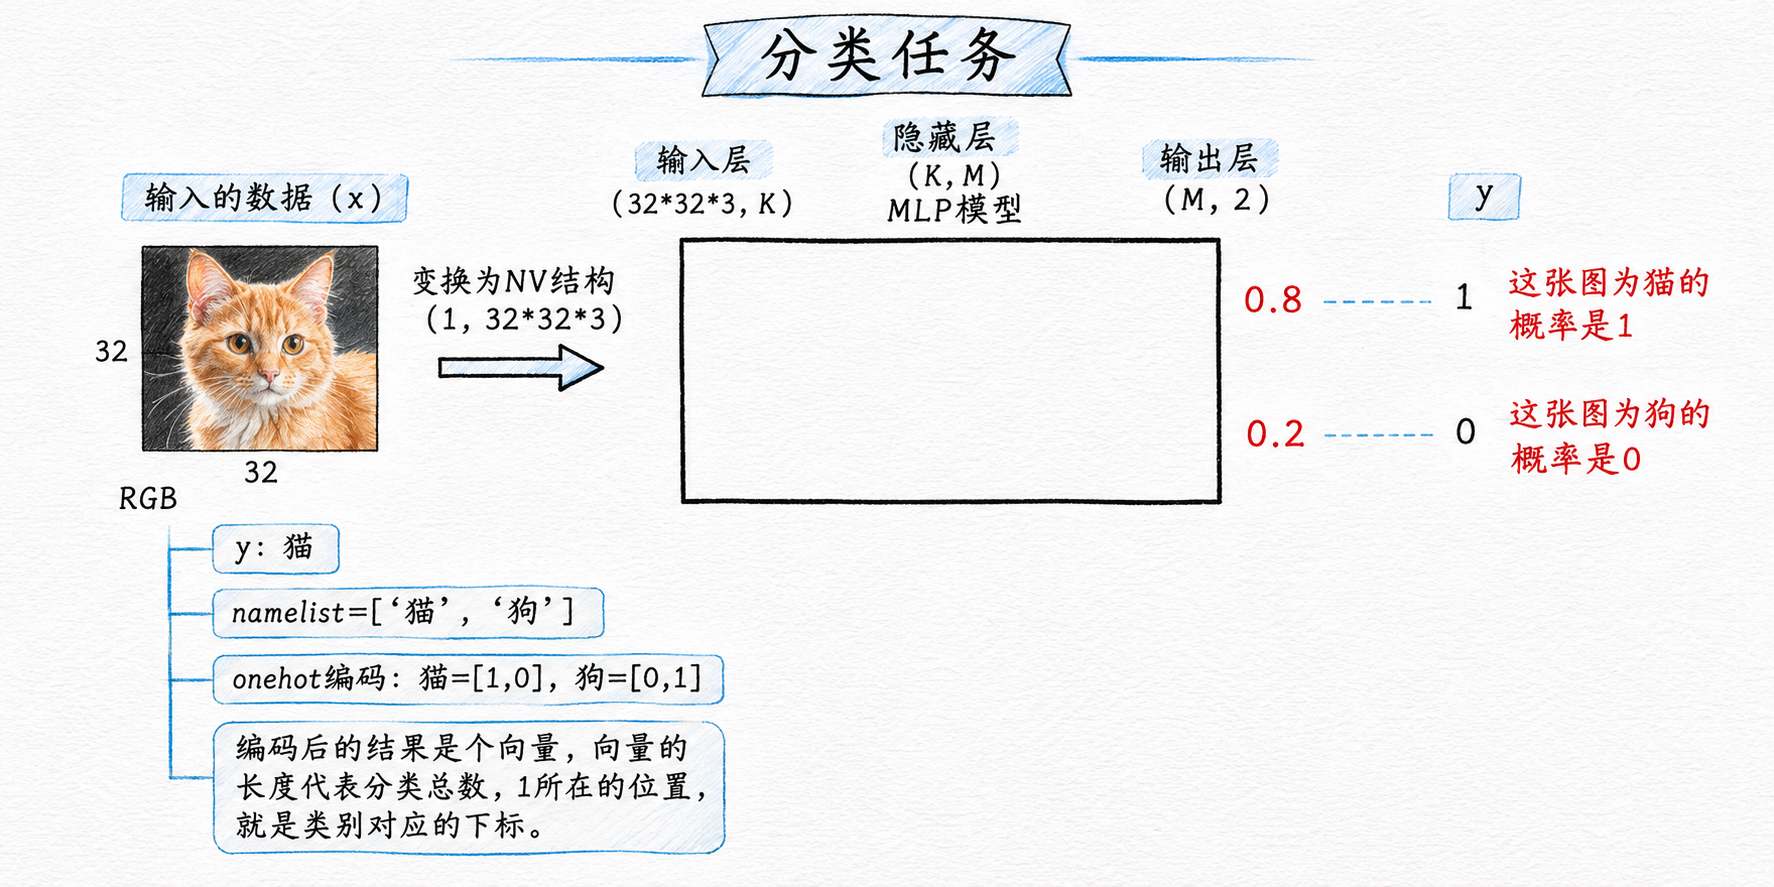 分类任务
输入的数据（x）
32
32
RGB
变换为NV结构
（1, 32*32*3）
输入层
（32*32*3, K）
隐藏层
（K, M）
MLP模型
输出层
（M, 2）
y
0.8 ------ 1
这张图为猫的
概率是1
0.2 ------ 0
这张图为狗的
概率是0
y: 猫
namelist=[‘猫’, ‘狗’]
onehot编码: 猫=[1,0], 狗=[0,1]
编码后的结果是个向量，向量的
长度代表分类总数，1所在的位置，
就是类别对应的下标。